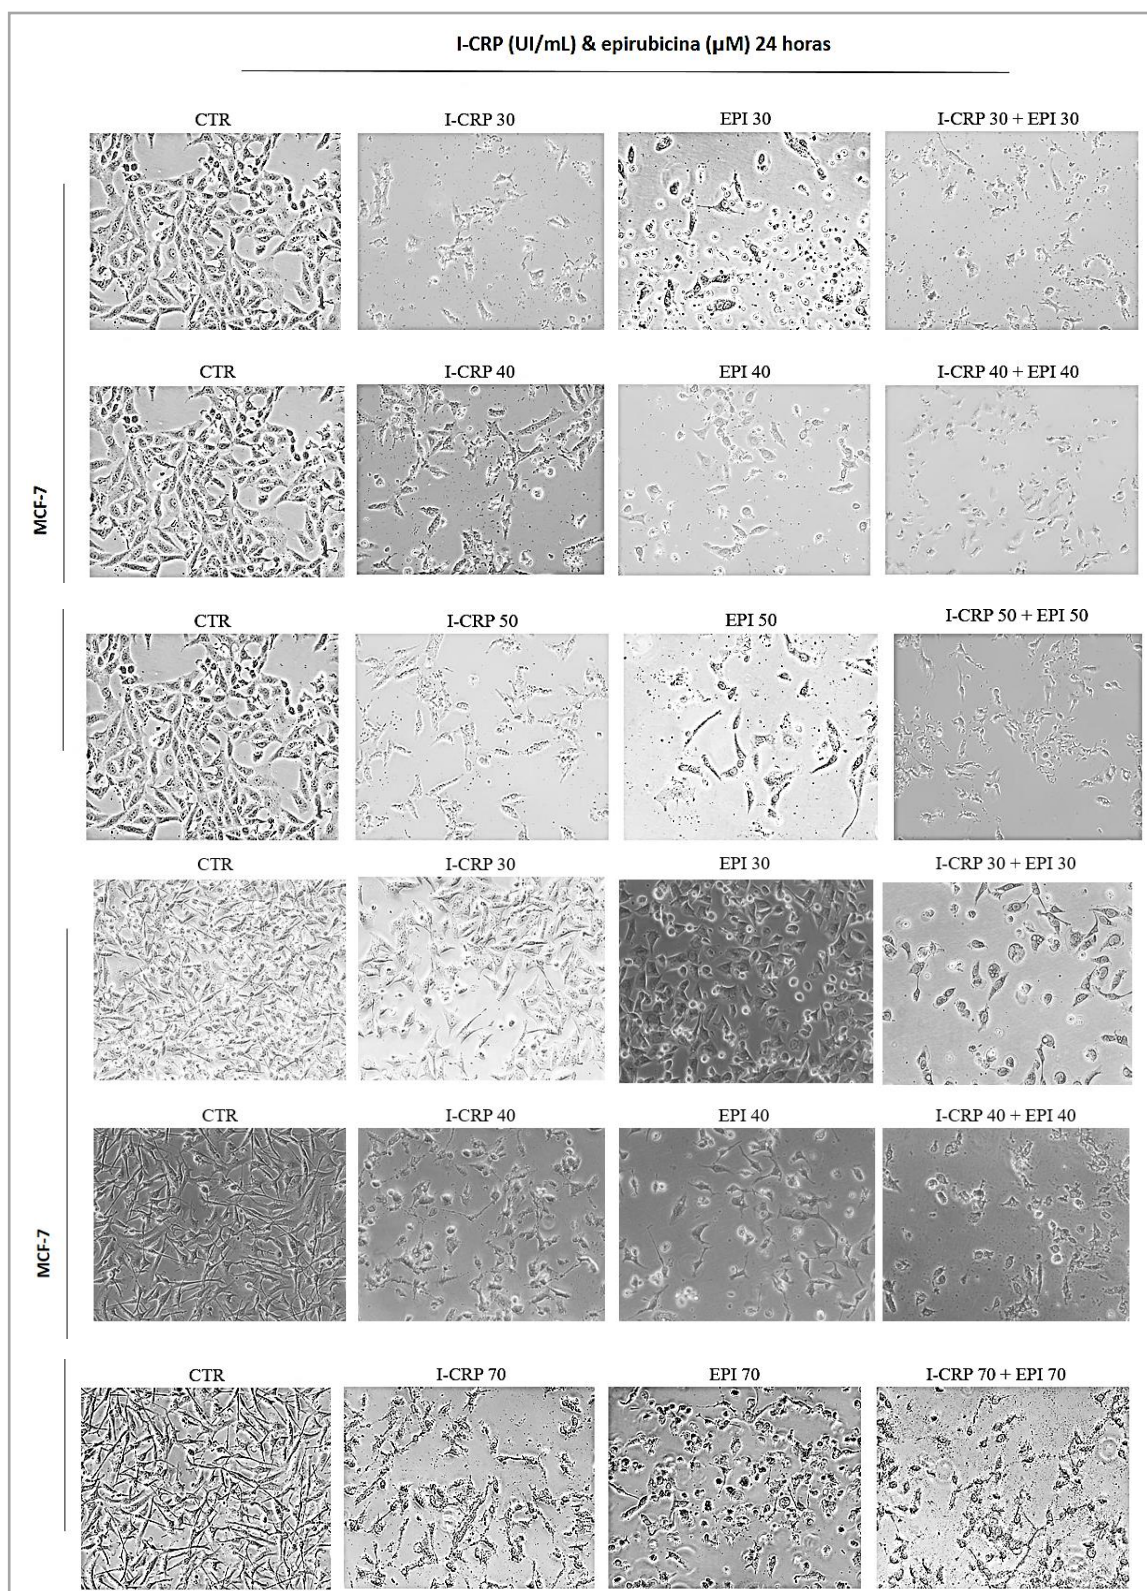 I-CRP (UI/mL) & epirubicina (µM) 24 horas
CTR I-CRP 30 EPI 30 I-CRP 30 + EPI 30
CTR I-CRP 40 EPI 40 I-CRP 40 + EPI 40
MCF-7
CTR I-CRP 50 EPI 50 I-CRP 50 + EPI 50
CTR I-CRP 30 EPI 30 I-CRP 30 + EPI 30
CTR I-CRP 40 EPI 40 I-CRP 40 + EPI 40
MCF-7
CTR I-CRP 70 EPI 70 I-CRP 70 + EPI 70